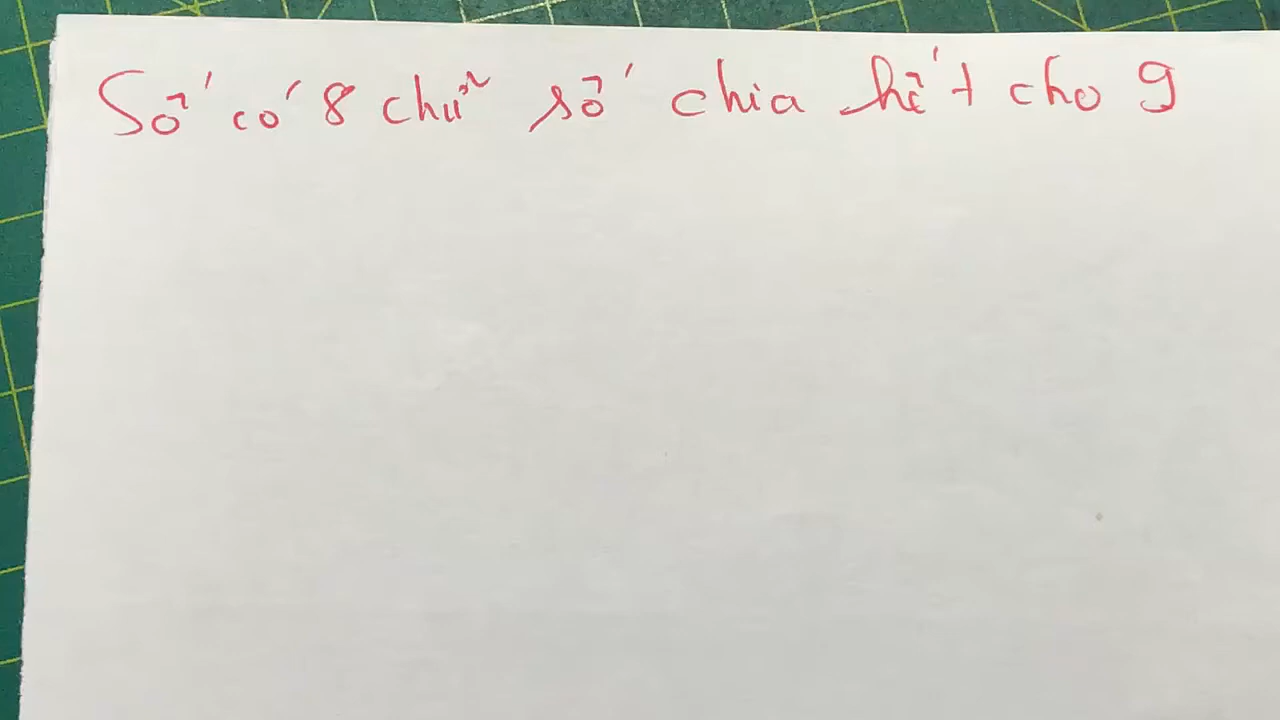 Số có 8 chữ số chia hết cho 9